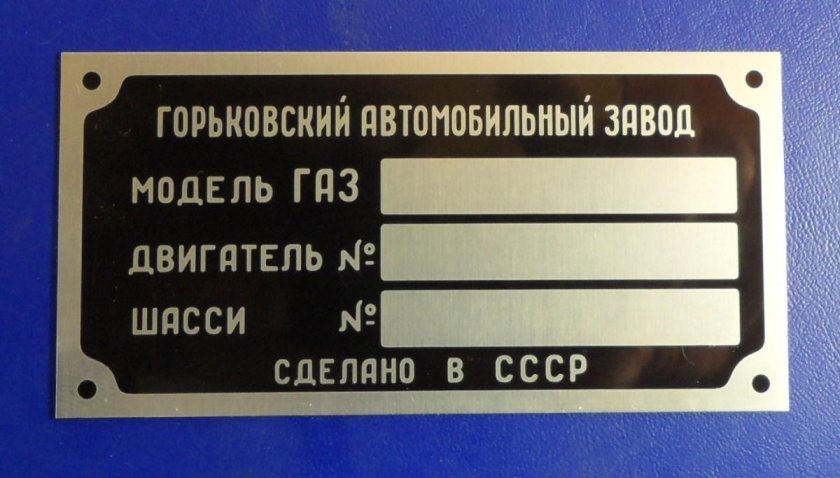 ГОРЬКОВСКИЙ АВТОМОБИЛЬНЫЙ ЗАВОД
МОДЕЛЬ ГАЗ
ДВИГАТЕЛЬ №
ШАССИ №
СДЕЛАНО В СССР